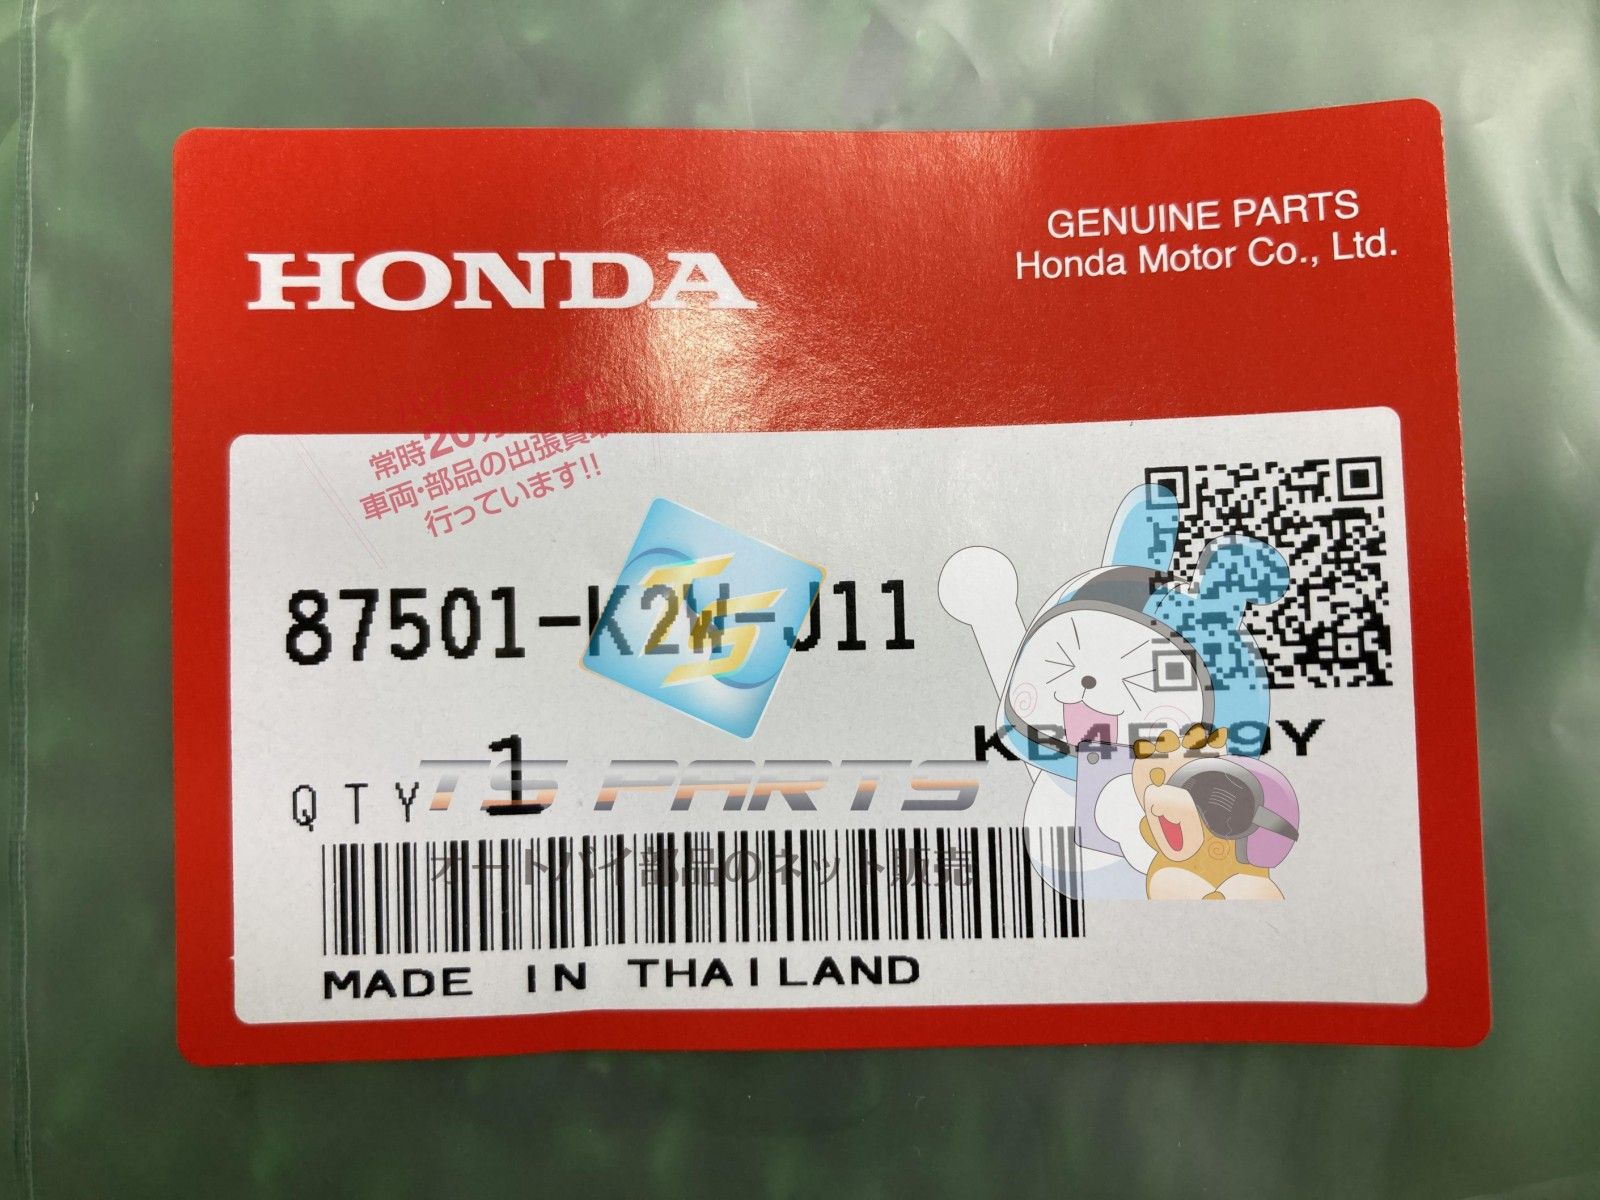 HONDA
GENUINE PARTS
Honda Motor Co., Ltd.
常時20
車両・部品の出張買取も
行っています!!
87501-K2W-J11
KB4E29Y
QTY 1
TS PARTS
オートバイ部品のネット販売
MADE IN THAILAND